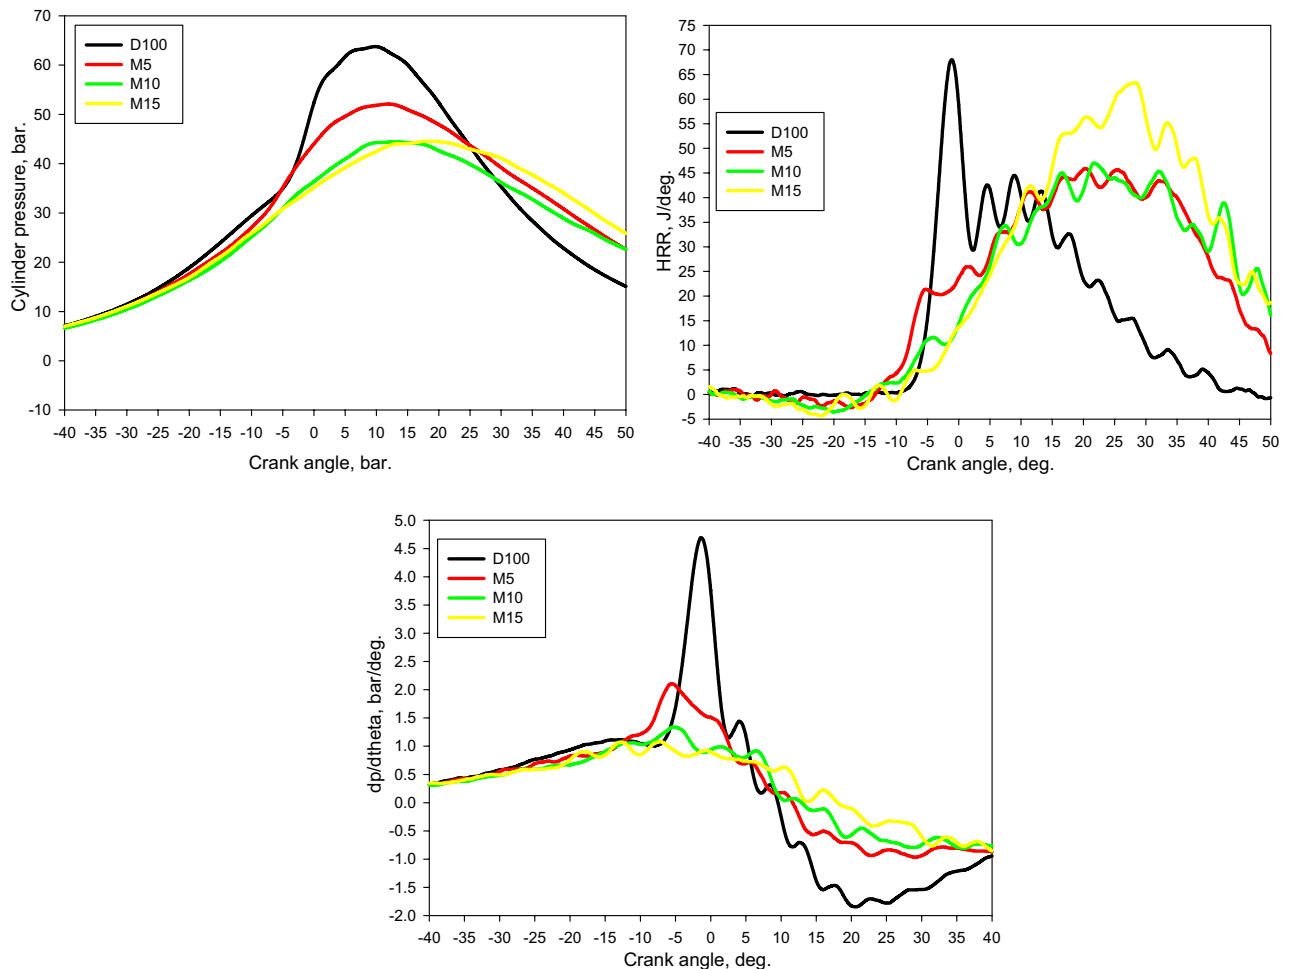 70
60
50
40
30
20
10
0
-10
Cylinder pressure, bar.
D100
M5
M10
M15
-40 -35 -30 -25 -20 -15 -10 -5 0 5 10 15 20 25 30 35 40 45 50
Crank angle, bar.
75
70
65
60
55
50
45
40
35
30
25
20
15
10
5
0
-5
HRR, J/deg.
D100
M5
M10
M15
-40 -35 -30 -25 -20 -15 -10 -5 0 5 10 15 20 25 30 35 40 45 50
Crank angle, deg.
5.0
4.5
4.0
3.5
3.0
2.5
2.0
1.5
1.0
0.5
0.0
-0.5
-1.0
-1.5
-2.0
dp/dtheta, bar/deg.
D100
M5
M10
M15
-40 -35 -30 -25 -20 -15 -10 -5 0 5 10 15 20 25 30 35 40
Crank angle, deg.